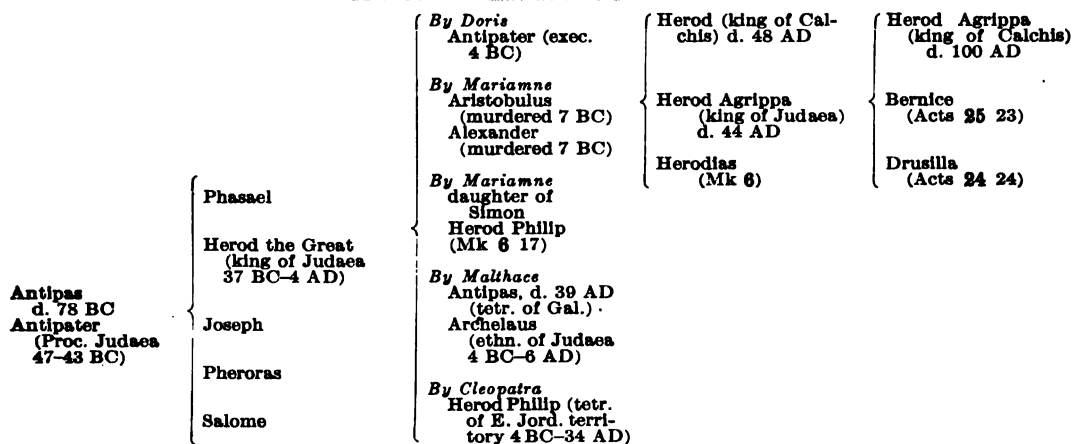 Antipas
d. 78 BC
Antipater
(Proc. Judaea
47–43 BC)
Phasael
Herod the Great
(king of Judaea
37 BC–4 AD)
Joseph
Pheroras
Salome
By Doris
Antipater (exec.
4 BC)
By Mariamne
Aristobulus
(murdered 7 BC)
Alexander
(murdered 7 BC)
By Mariamne
daughter of
Simon
Herod Philip
(Mk 6 17)
By Malthace
Antipas, d. 39 AD
(tetr. of Gal.)
Archelaus
(ethn. of Judaea
4 BC–6 AD)
By Cleopatra
Herod Philip (tetr.
of E. Jord. terri-
tory 4 BC–34 AD)
Herod (king of Cal-
chis) d. 48 AD
Herod Agrippa
(king of Judaea)
d. 44 AD
Herodias
(Mk 6)
Herod Agrippa
(king of Calchis)
d. 100 AD
Bernice
(Acts 25 23)
Drusilla
(Acts 24 24)